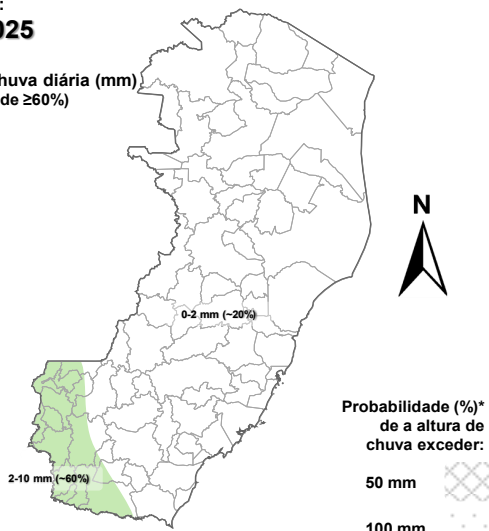 :
025
huva diária (mm)
de ≥60%)
N
0-2 mm (~20%)
Probabilidade (%)*
de a altura de
chuva exceder:
2-10 mm (~60%)
50 mm
100 mm